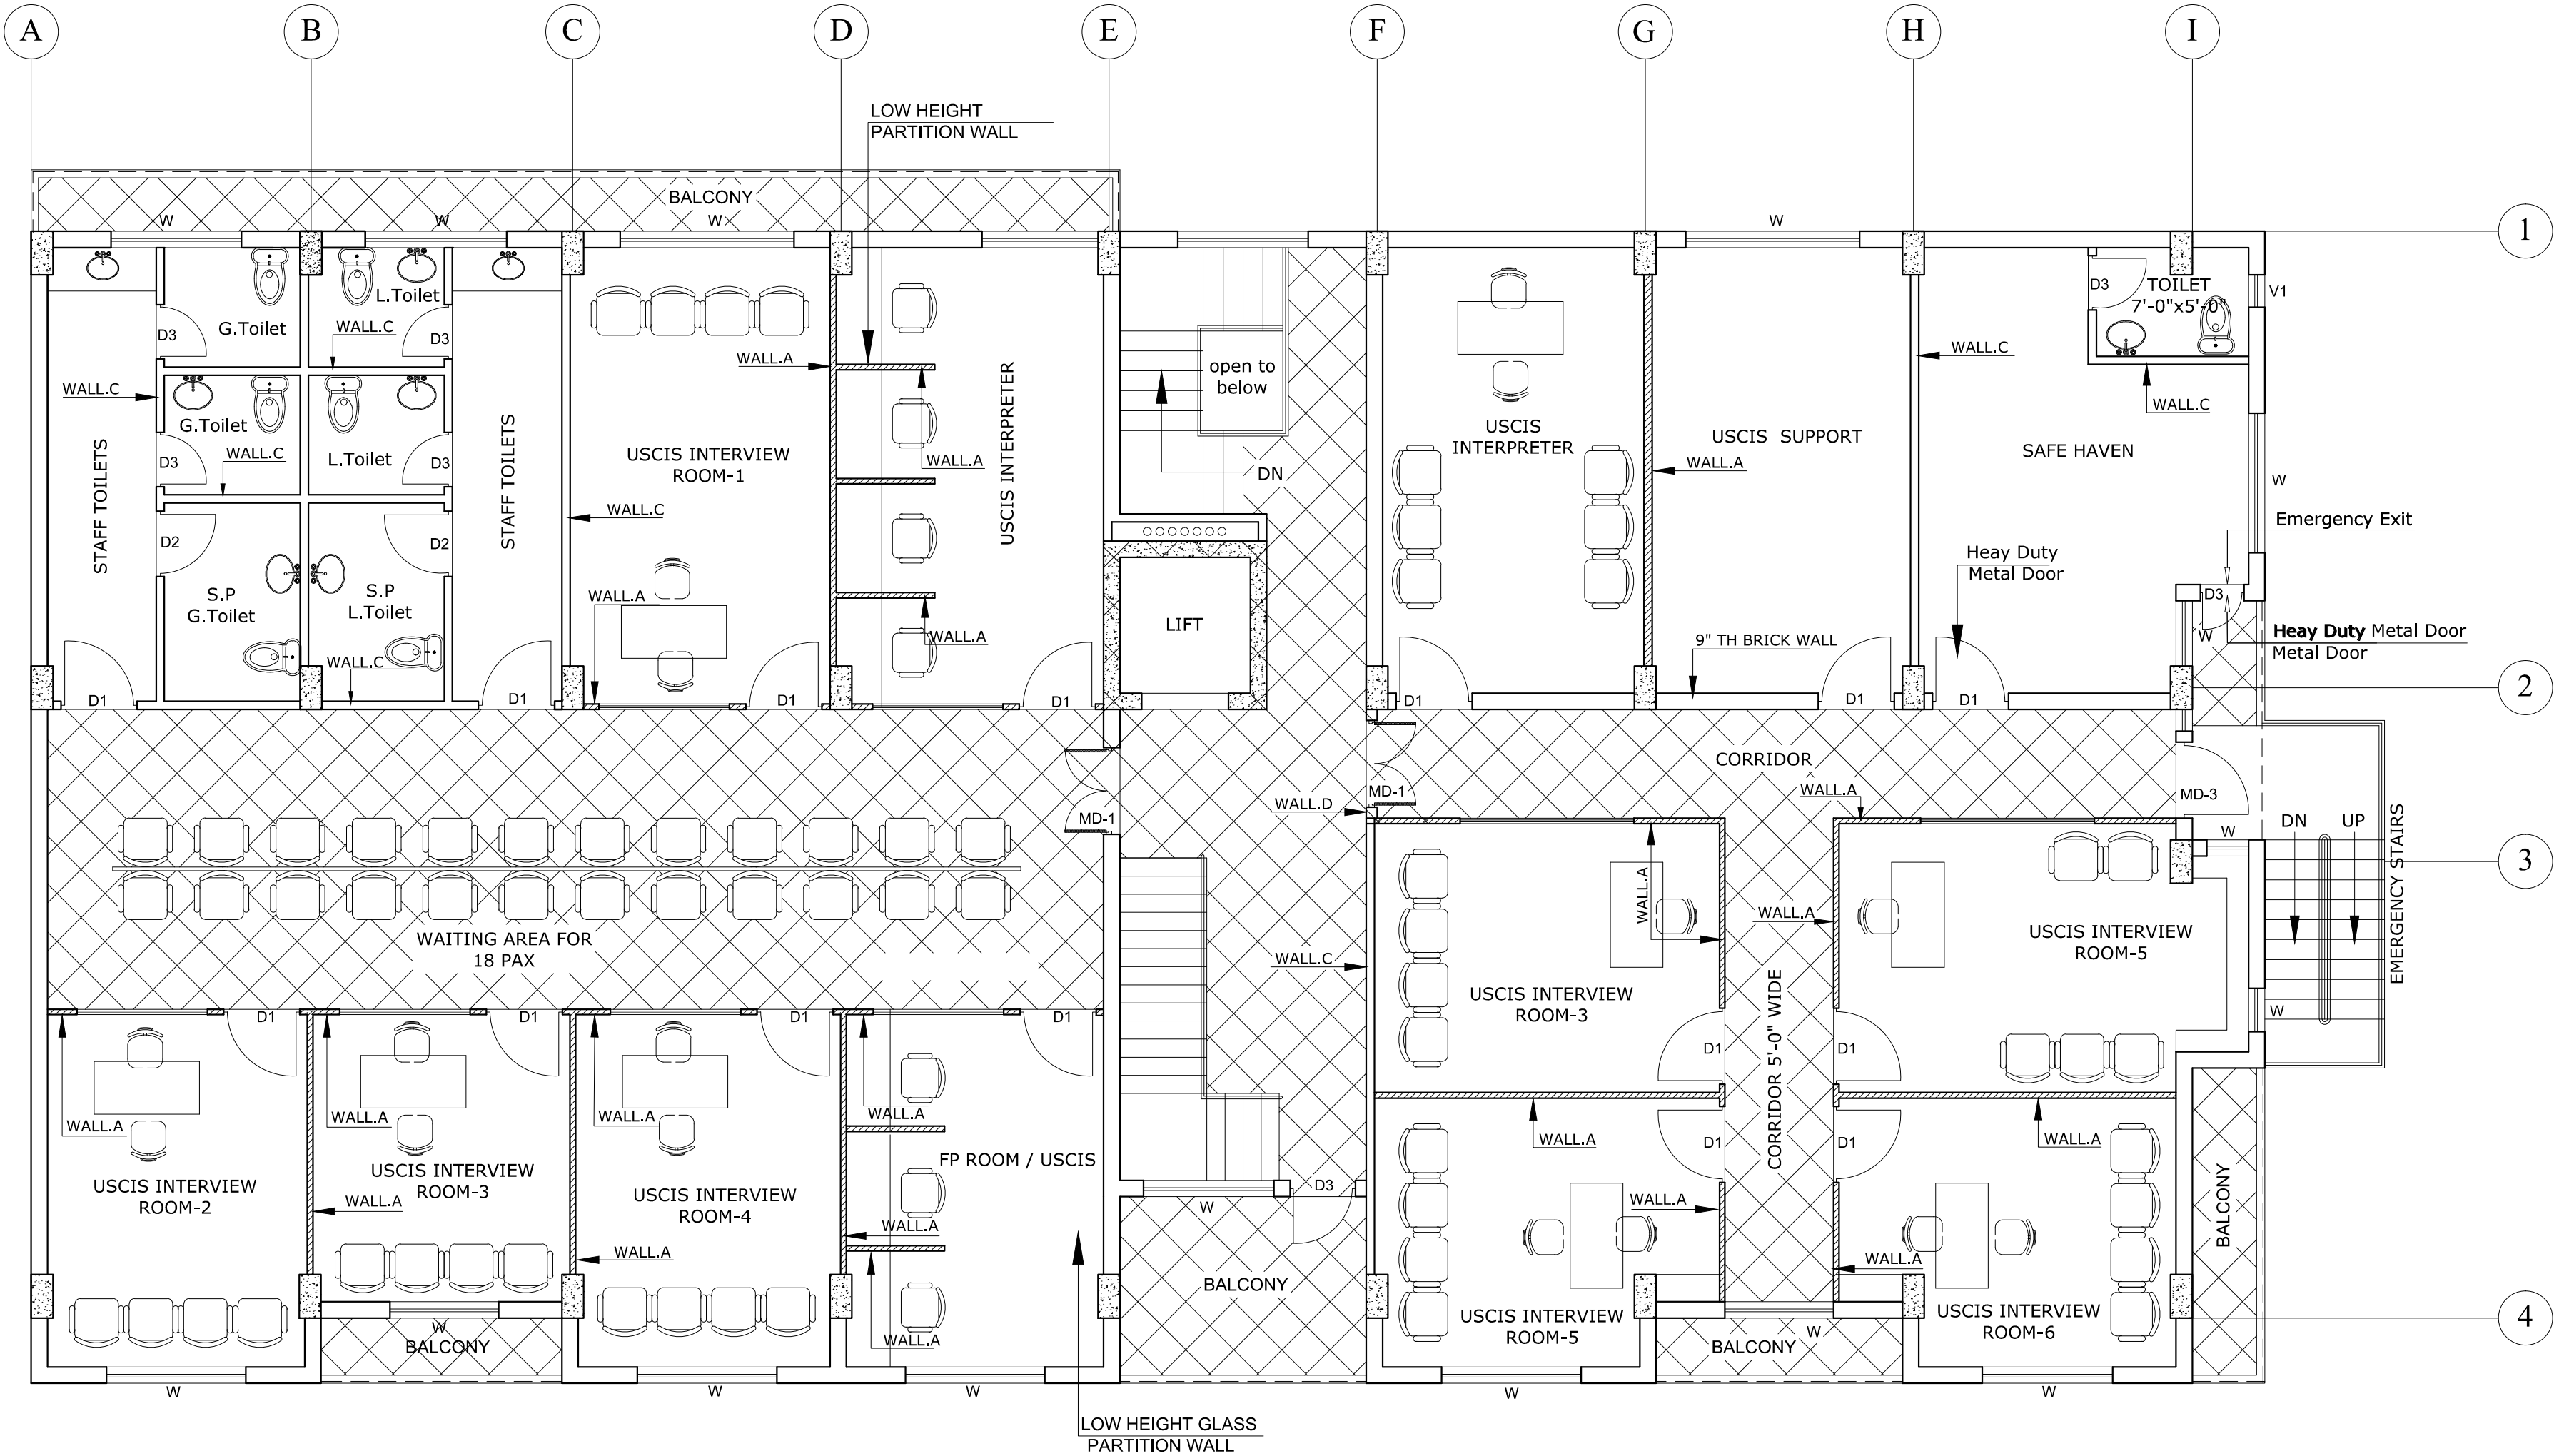 A
B
C
D
E
F
G
H
I
LOW HEIGHT
PARTITION WALL
BALCONY
W
W
W
W
1
L.Toilet
TOILET
7'-0"x5'-0"
D3
V1
G.Toilet
WALL.C
D3
D3
WALL.A
open to
below
WALL.C
WALL.C
WALL.C
G.Toilet
L.Toilet
WALL.C
D3
D3
STAFF TOILETS
STAFF TOILETS
USCIS INTERVIEW
ROOM-1
WALL.A
USCIS INTERPRETER
DN
USCIS
INTERPRETER
WALL.A
USCIS  SUPPORT
SAFE HAVEN
W
WALL.C
D2
D2
Emergency Exit
Heay Duty
Metal Door
S.P
G.Toilet
S.P
L.Toilet
WALL.A
WALL.A
LIFT
D3
W
Heay Duty Metal Door
Metal Door
9" TH BRICK WALL
WALL.C
D1
D1
D1
D1
D1
D1
D1
2
CORRIDOR
MD-1
WALL.A
MD-3
WALL.D
MD-1
DN
UP
W
EMERGENCY STAIRS
3
WALL.A
WALL.A
WAITING AREA FOR
18 PAX
WALL.C
USCIS INTERVIEW
ROOM-5
USCIS INTERVIEW
ROOM-3
CORRIDOR 5'-0" WIDE
W
D1
D1
D1
D1
D1
D1
WALL.A
WALL.A
WALL.A
WALL.A
D1
D1
WALL.A
WALL.A
FP ROOM / USCIS
USCIS INTERVIEW
ROOM-2
USCIS INTERVIEW
ROOM-3
WALL.A
USCIS INTERVIEW
ROOM-4
WALL.A
WALL.A
D3
W
WALL.A
BALCONY
WALL.A
WALL.A
BALCONY
USCIS INTERVIEW
ROOM-5
USCIS INTERVIEW
ROOM-6
4
W
BALCONY
WALL.A
W
BALCONY
W
W
W
W
W
LOW HEIGHT GLASS
PARTITION WALL